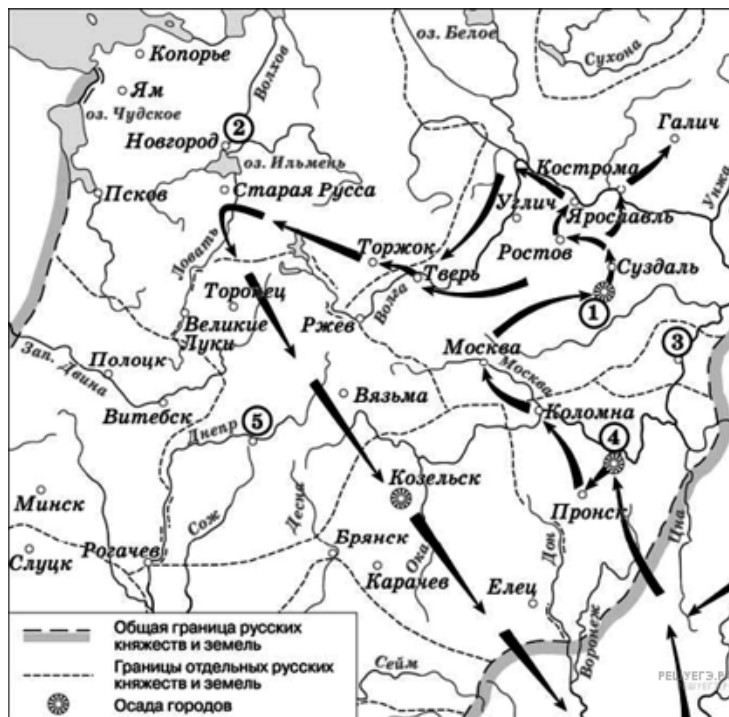 оз. Белое
Сухона
Копорье
Волхов
Ям
оз. Чудское
Галич
Новгород
2
оз. Ильмень
Кострома
Унжа
Псков
Старая Русса
Углич
Ярославль
Ловать
Торжок
Ростов
Тверь
Суздаль
Торопец
Волга
1
Великие
Луки
Ржев
3
Зап. Двина
Полоцк
Москва
Москва
Витебск
5
Вязьма
Коломна
4
Днепр
Козельск
Минск
Сож
Десна
Пронск
Цна
Слуцк
Рогачев
Брянск
Ока
Дон
Карачев
Елец
Воронеж
Общая граница русских
княжеств и земель
Границы отдельных русских
княжеств и земель
Сейм
Осада городов